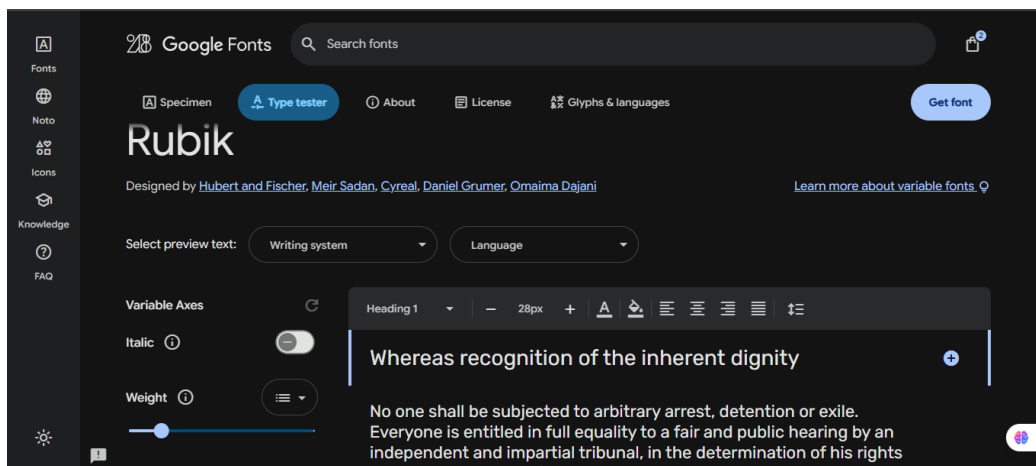 Google Fonts
Search fonts
2
Fonts
Noto
Icons
Knowledge
FAQ
Specimen
Type tester
About
License
Glyphs & languages
Get font
Rubik
Designed by Hubert and Fischer, Meir Sadan, Cyreal, Daniel Grumer, Omaima Dajani
Learn more about variable fonts
Select preview text:
Writing system
Language
Variable Axes
Italic
Weight
Heading 1
28px
Whereas recognition of the inherent dignity
No one shall be subjected to arbitrary arrest, detention or exile.
Everyone is entitled in full equality to a fair and public hearing by an
independent and impartial tribunal, in the determination of his rights